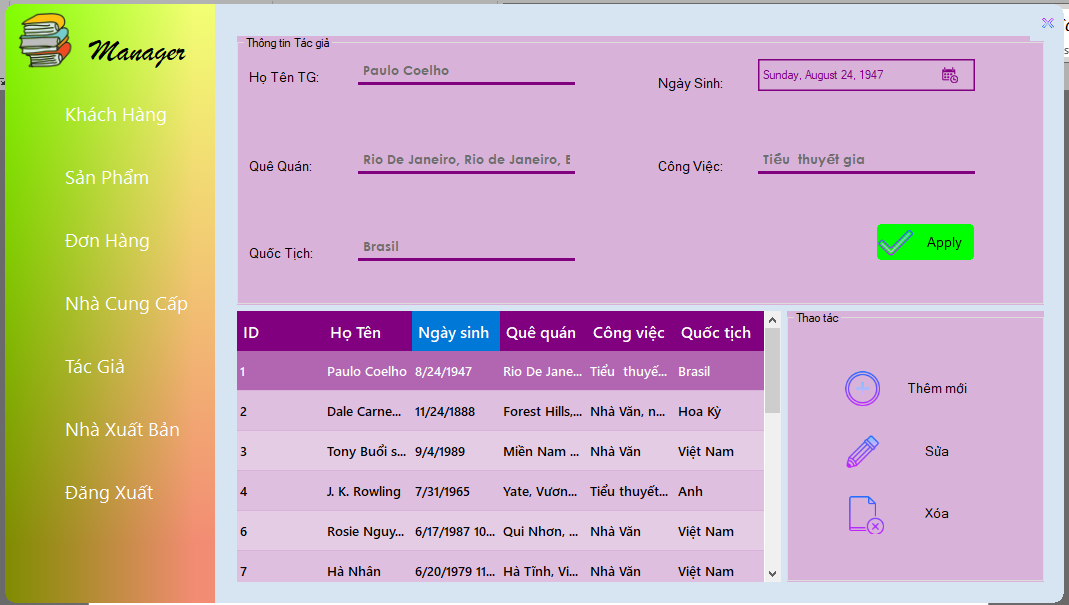 Manager
Khách Hàng
Sản Phẩm
Đơn Hàng
Nhà Cung Cấp
Tác Giả
Nhà Xuất Bản
Đăng Xuất
Thông tin Tác giả
Họ Tên TG: Paulo Coelho
Ngày Sinh: Sunday, August 24, 1947
Quê Quán: Rio De Janeiro, Rio de Janeiro,
Công Việc: Tiểu thuyết gia
Quốc Tịch: Brasil
Apply
ID Họ Tên Ngày sinh Quê quán Công việc Quốc tịch
1 Paulo Coelho 8/24/1947 Rio De Jane... Tiểu thuyế... Brasil
2 Dale Carne... 11/24/1888 Forest Hills,... Nhà Văn, n... Hoa Kỳ
3 Tony Buổi s... 9/4/1989 Miền Nam ... Nhà Văn Việt Nam
4 J. K. Rowling 7/31/1965 Yate, Vươn... Tiểu thuyết... Anh
6 Rosie Nguy... 6/17/1987 10... Qui Nhơn, ... Nhà Văn Việt Nam
7 Hà Nhân 6/20/1979 11... Hà Tĩnh, Vi... Nhà Văn Việt Nam
Thao tác
Thêm mới
Sửa
Xóa